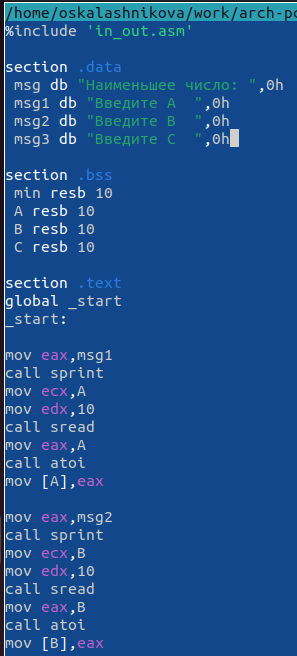 /home/oskalashnikova/work/arch-pc
%include 'in_out.asm'
section .data
msg db "Наименьшее число: ",0h
msg1 db "Введите A  ",0h
msg2 db "Введите B  ",0h
msg3 db "Введите C  ",0h
section .bss
min resb 10
A resb 10
B resb 10
C resb 10
section .text
global _start
_start:
mov eax,msg1
call sprint
mov ecx,A
mov edx,10
call sread
mov eax,A
call atoi
mov [A],eax
mov eax,msg2
call sprint
mov ecx,B
mov edx,10
call sread
mov eax,B
call atoi
mov [B],eax